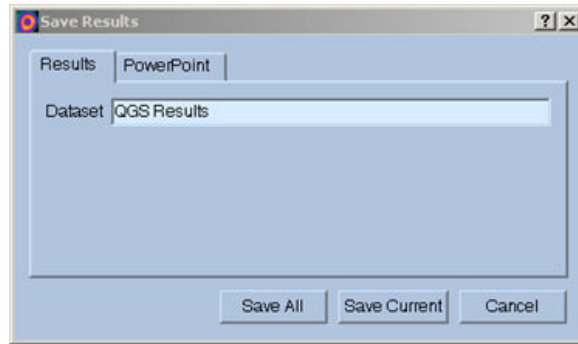 Save Results
Results PowerPoint
Dataset QGS Results
Save All Save Current Cancel